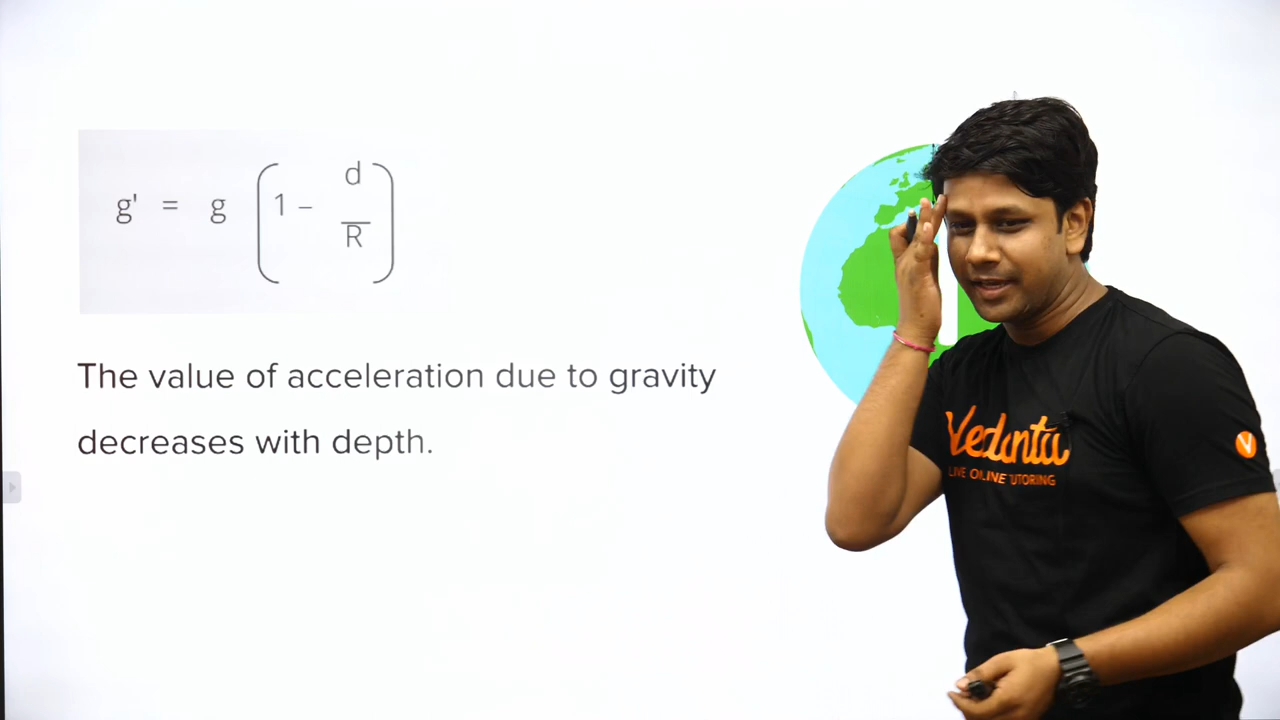 g' = g (1 – d/R)
The value of acceleration due to gravity
decreases with depth.
Vedantu
LIVE ONLINE TUTORING
V